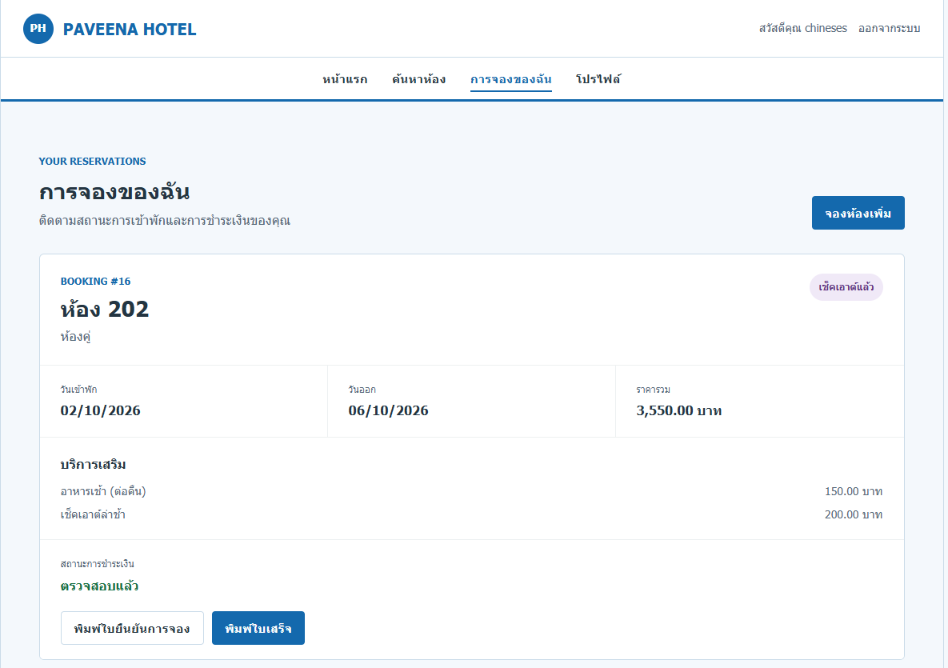 PH PAVEENA HOTEL
สวัสดีคุณ chineses ออกจากระบบ
หน้าแรก ค้นหาห้อง การจองของฉัน โปรไฟล์
YOUR RESERVATIONS
การจองของฉัน
ติดตามสถานะการเข้าพักและการชำระเงินของคุณ
จองห้องเพิ่ม
BOOKING #16
เช็คเอาต์แล้ว
ห้อง 202
ห้องคู่
วันเข้าพัก วันออก ราคารวม
02/10/2026 06/10/2026 3,550.00 บาท
บริการเสริม
อาหารเช้า (ต่อคืน) 150.00 บาท
เช็คเอาต์ล่าช้า 200.00 บาท
สถานะการชำระเงิน
ตรวจสอบแล้ว
พิมพ์ใบยืนยันการจอง พิมพ์ใบเสร็จ